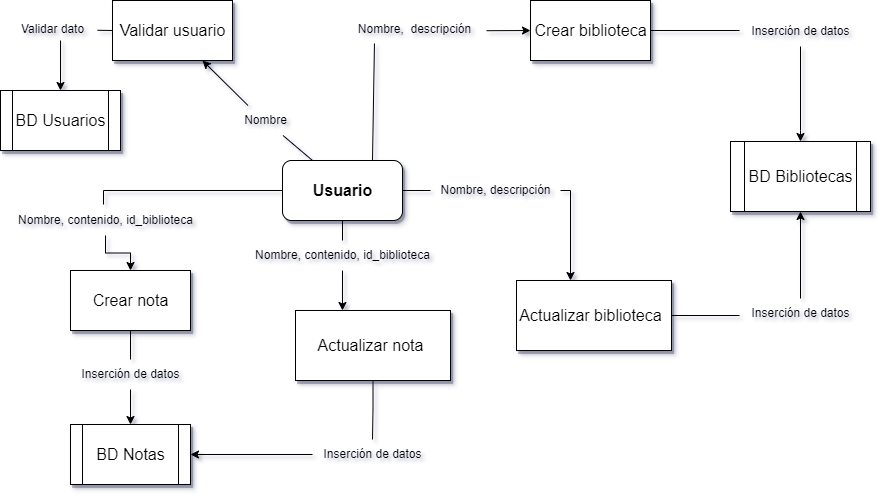 Validar dato
Validar usuario
Nombre, descripción
Crear biblioteca
Inserción de datos
BD Usuarios
Nombre
BD Bibliotecas
Usuario
Nombre, descripción
Nombre, contenido, id_biblioteca
Nombre, contenido, id_biblioteca
Crear nota
Actualizar nota
Actualizar biblioteca
Inserción de datos
Inserción de datos
BD Notas
Inserción de datos